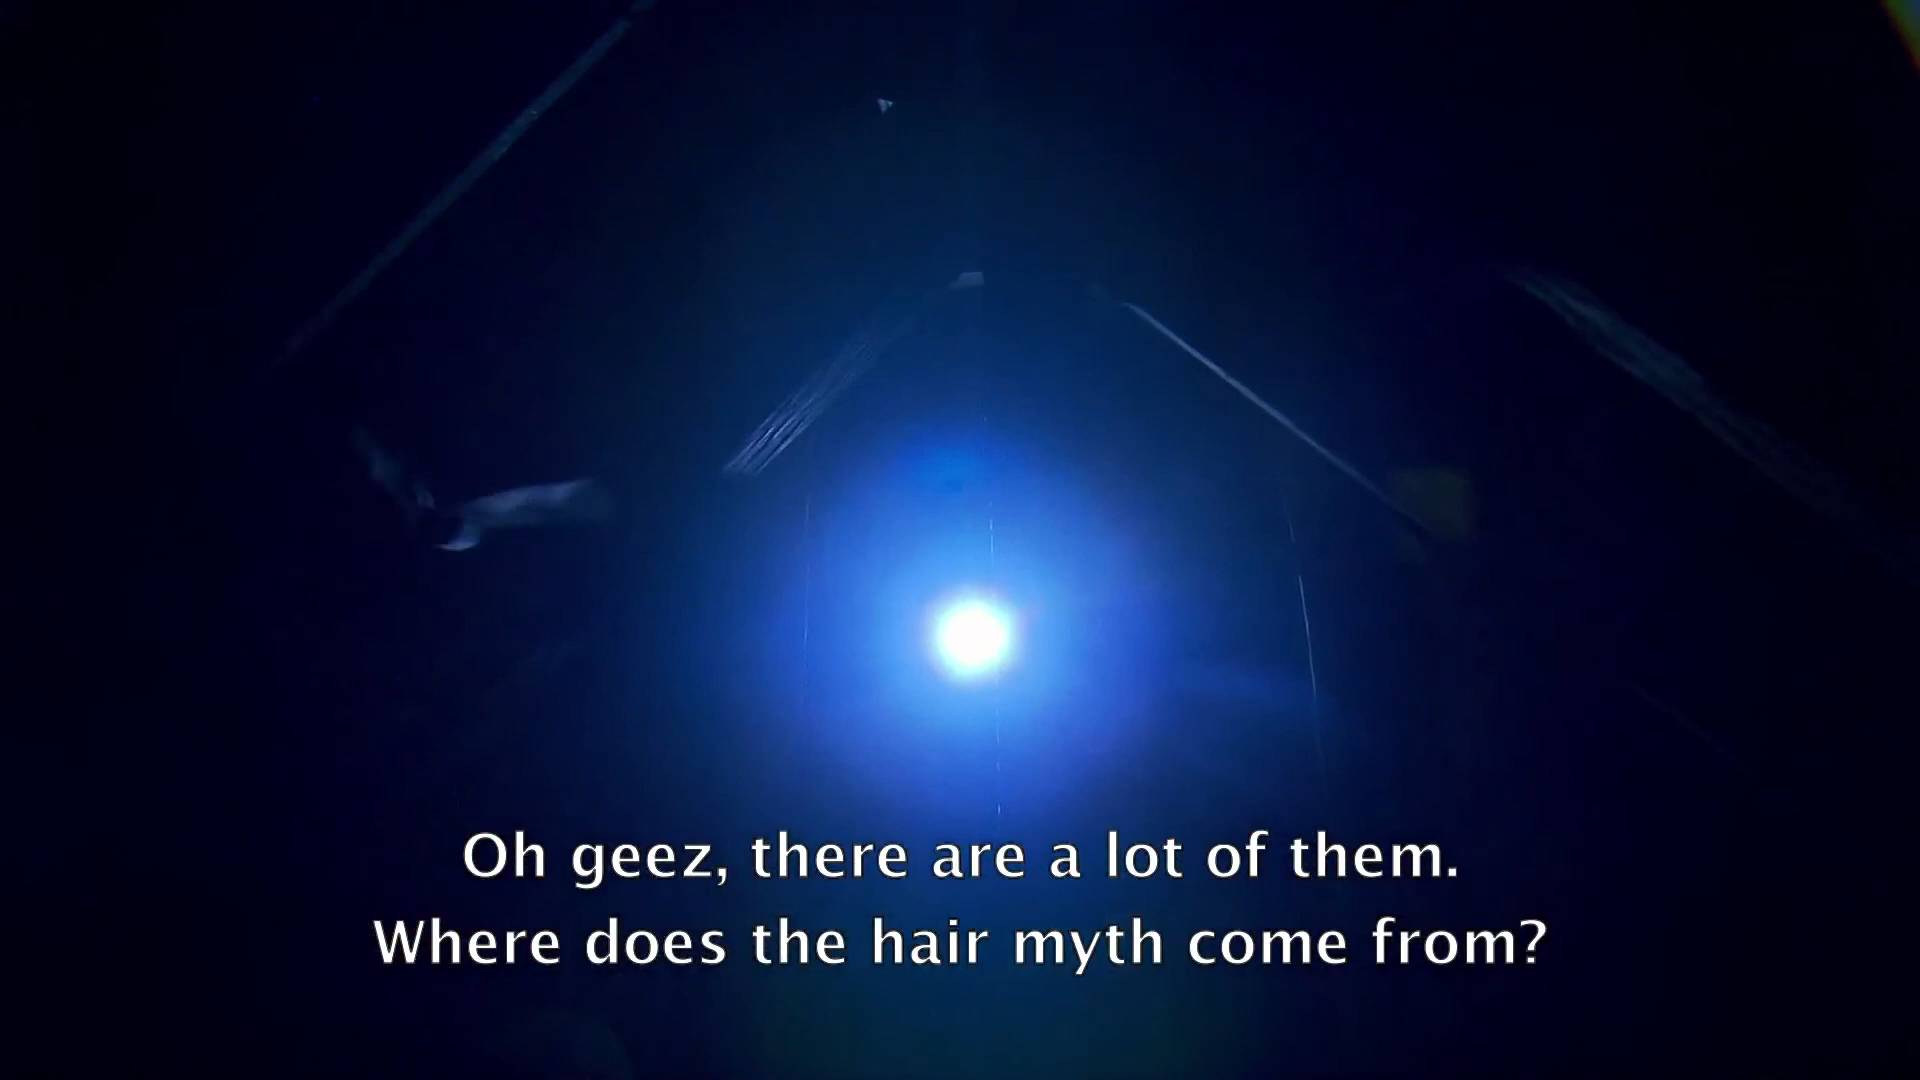 Oh geez, there are a lot of them.
Where does the hair myth come from?